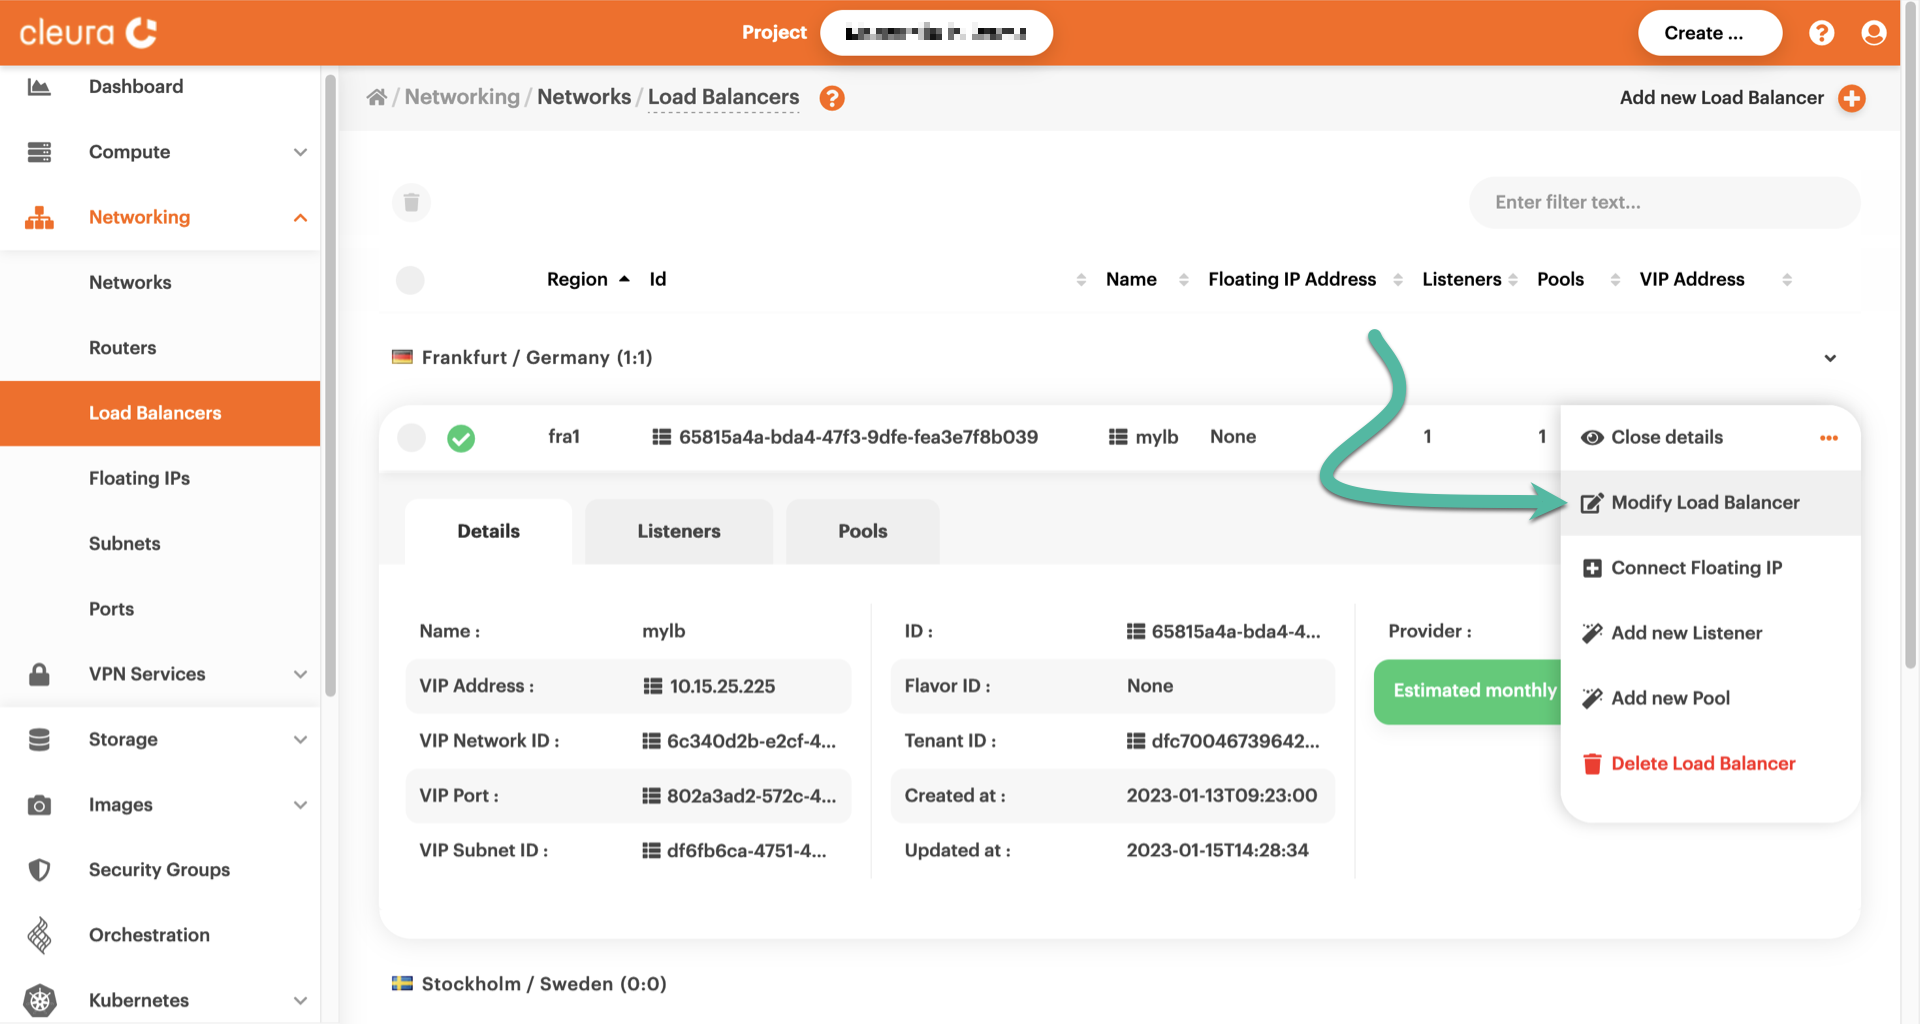 cleura
Project
Create ...
Dashboard
Compute
Networking
Networks
Routers
Load Balancers
Floating IPs
Subnets
Ports
VPN Services
Storage
Images
Security Groups
Orchestration
Kubernetes
/ Networking / Networks / Load Balancers
Add new Load Balancer
Enter filter text...
Region Id Name Floating IP Address Listeners Pools VIP Address
Frankfurt / Germany (1:1)
fra1 65815a4a-bda4-47f3-9dfe-fea3e7f8b039 mylb None 1 1
Close details
Modify Load Balancer
Connect Floating IP
Add new Listener
Add new Pool
Delete Load Balancer
Details Listeners Pools
Name : mylb
VIP Address : 10.15.25.225
VIP Network ID : 6c340d2b-e2cf-4...
VIP Port : 802a3ad2-572c-4...
VIP Subnet ID : df6fb6ca-4751-4...
ID : 65815a4a-bda4-4...
Flavor ID : None
Tenant ID : dfc70046739642...
Created at : 2023-01-13T09:23:00
Updated at : 2023-01-15T14:28:34
Provider :
Estimated monthly
Stockholm / Sweden (0:0)